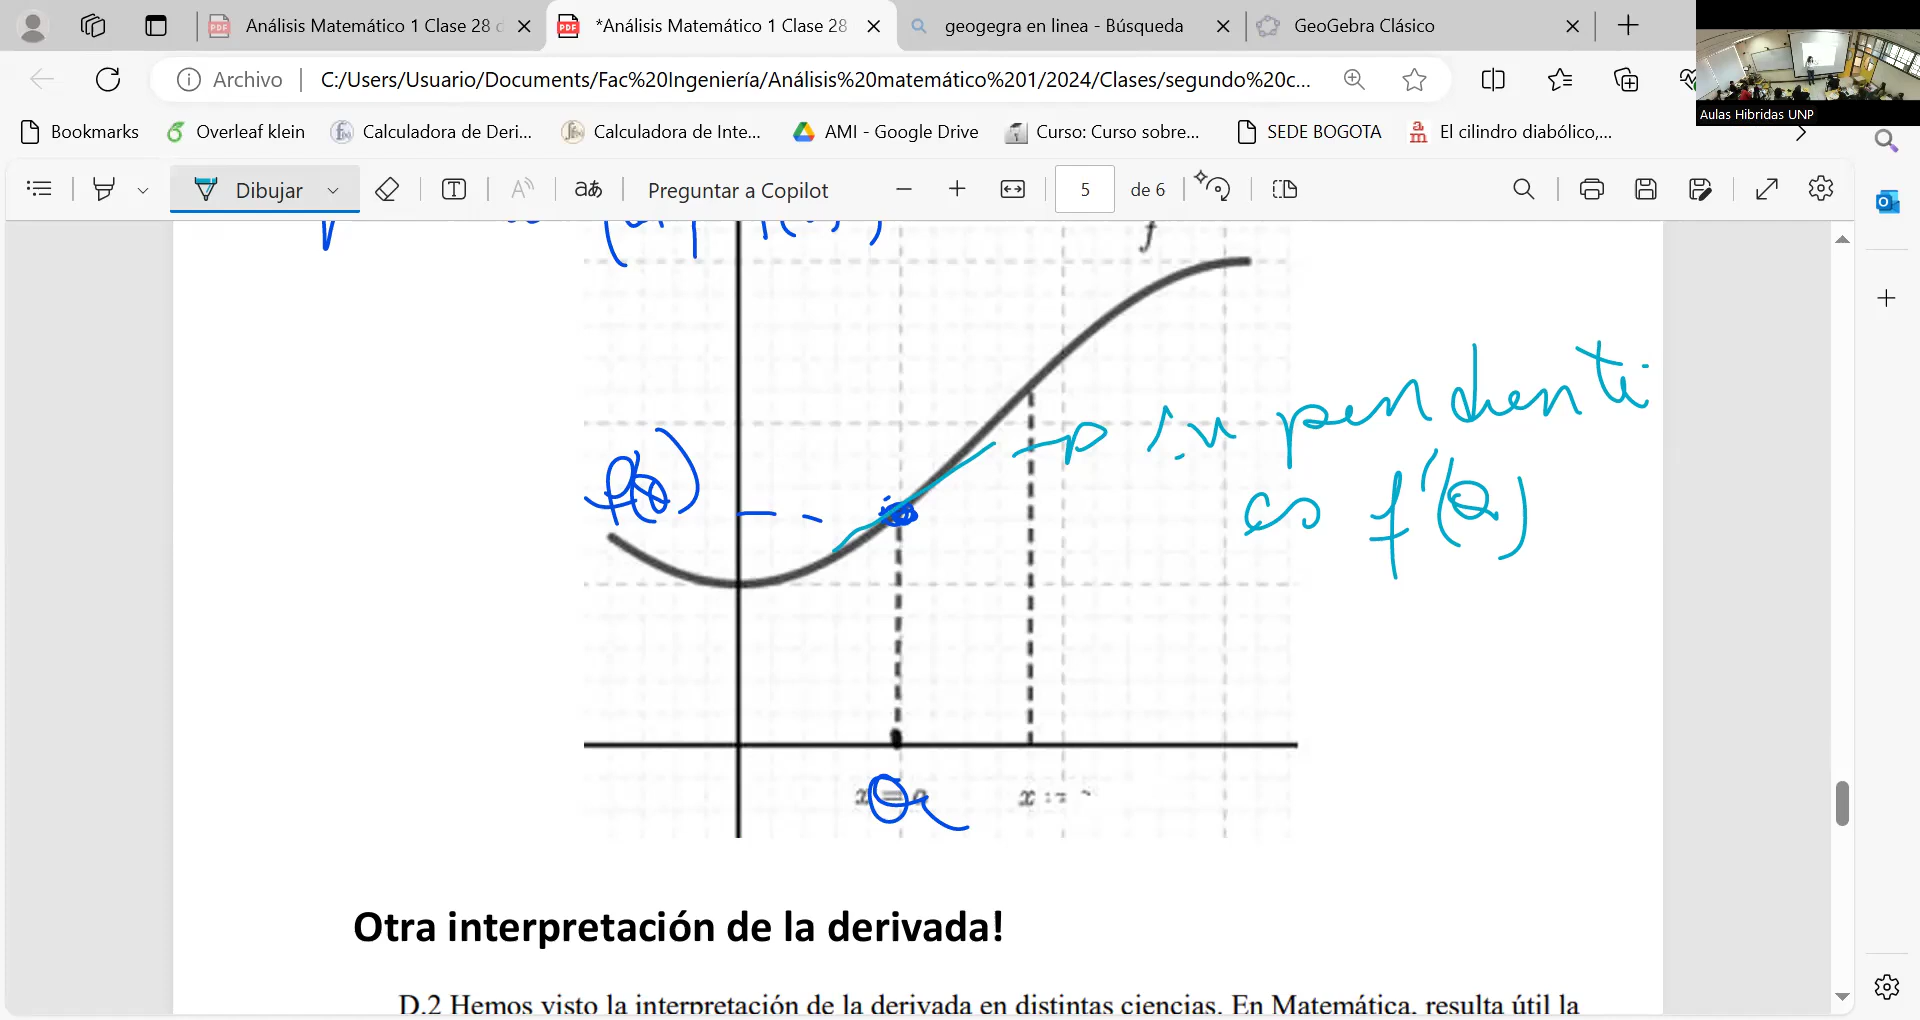 Análisis Matemático 1 Clase 28 d
*Análisis Matemático 1 Clase 28
geogegra en linea - Búsqueda
GeoGebra Clásico
Archivo
C:/Users/Usuario/Documents/Fac%20Ingeniería/Análisis%20matemático%201/2024/Clases/segundo%20c...
Aulas Hibridas UNP
Bookmarks
Overleaf klein
Calculadora de Deri...
Calculadora de Inte...
AMI - Google Drive
Curso: Curso sobre...
SEDE BOGOTA
El cilindro diabólico,...
Dibujar
Preguntar a Copilot
5
de 6
f
su pendiente
es f'(a)
f(a)
x = a
a
x =
Otra interpretación de la derivada!
D.2 Hemos visto la interpretación de la derivada en distintas ciencias. En Matemática, resulta útil la